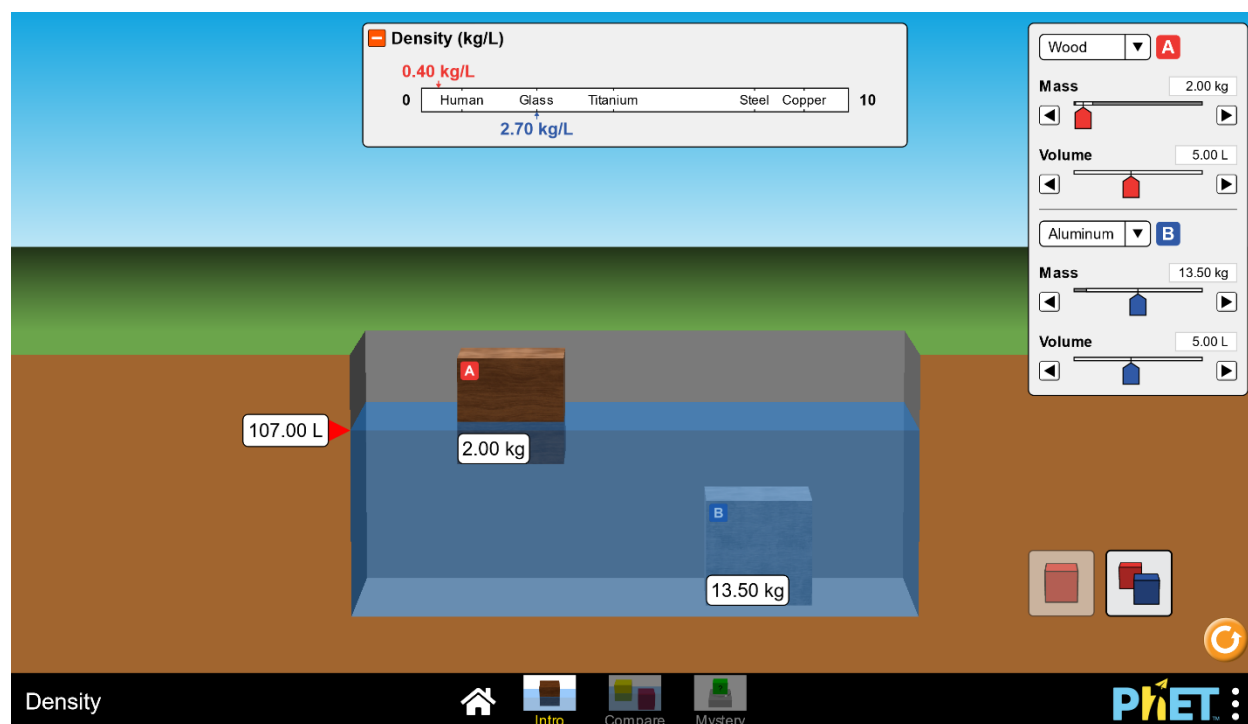 Density (kg/L)
0.40 kg/L
0 Human Glass Titanium Steel Copper 10
2.70 kg/L
Wood A
Mass 2.00 kg
Volume 5.00 L
Aluminum B
Mass 13.50 kg
Volume 5.00 L
A
107.00 L
2.00 kg
B
13.50 kg
Density
Intro
Compare
Mystery
?
PhET